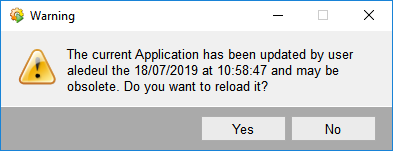 Warning
The current Application has been updated by user
aledeul the 18/07/2019 at 10:58:47 and may be
obsolete. Do you want to reload it?
Yes No